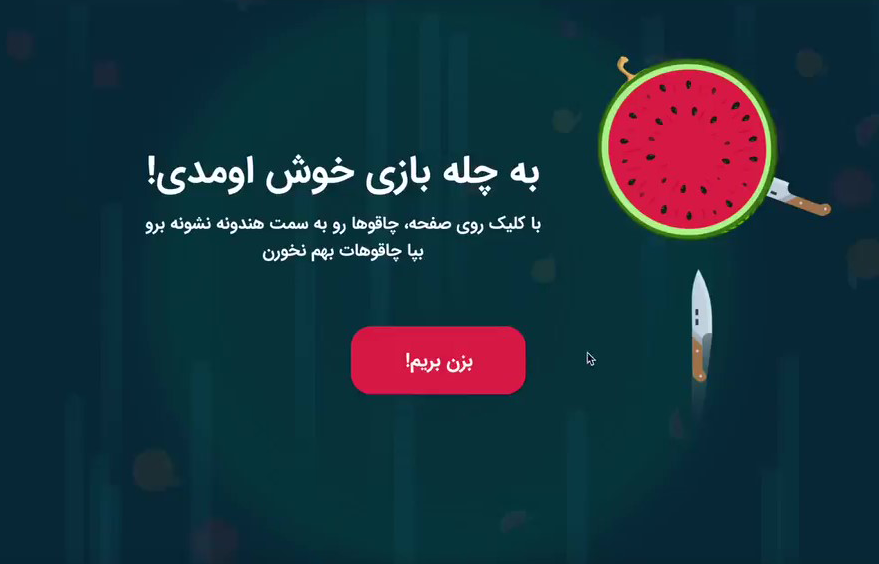 به چله بازی خوش اومدی!
با کلیک روی صفحه، چاقوها رو به سمت هندونه نشونه برو
بپا چاقوهات بهم نخورن
بزن بریم!